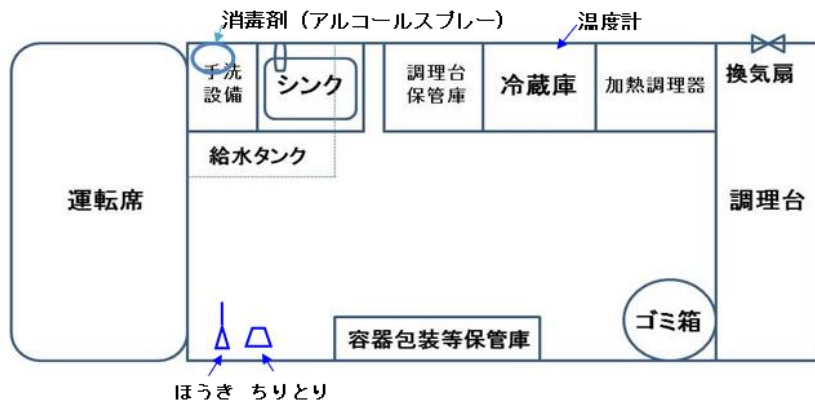 消毒剤（アルコールスプレー）
温度計
手洗
設備
シンク
調理台
保管庫
冷蔵庫
加熱調理器
換気扇
給水タンク
運転席
調理台
ゴミ箱
容器包装等保管庫
ほうき
ちりとり